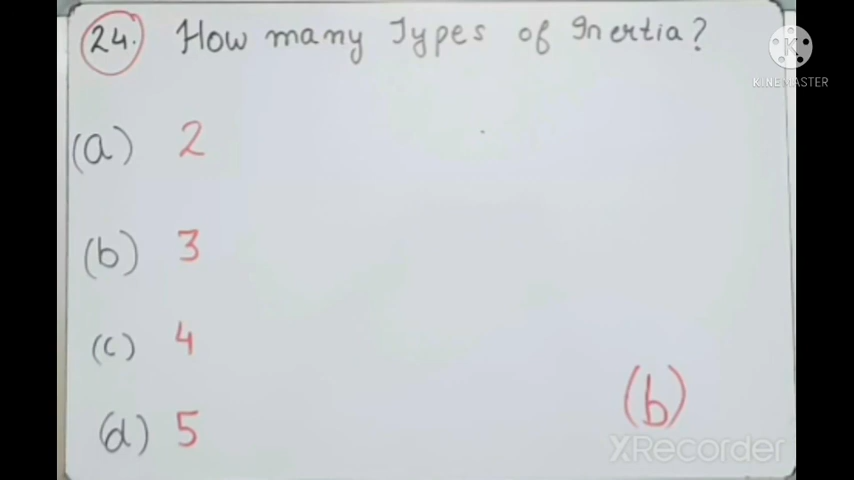 24. How many Types of Inertia?
K
KINEMASTER
(a) 2
(b) 3
(c) 4
(d) 5
(b)
XRecorder